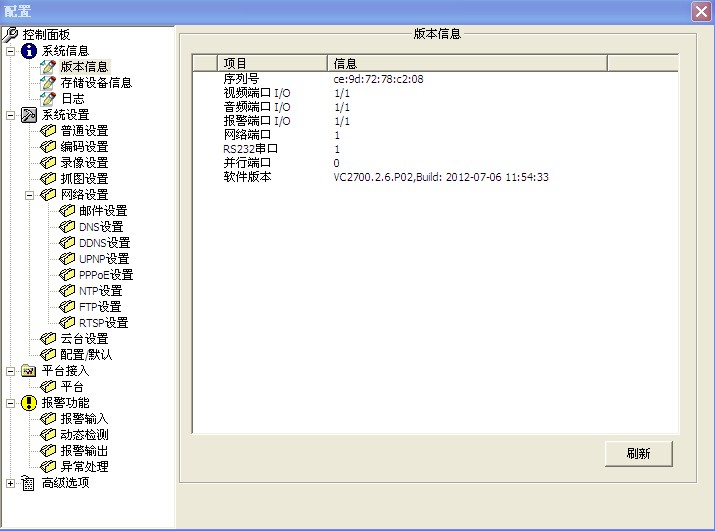 配置
控制面板
系统信息
版本信息
存储设备信息
日志
系统设置
普通设置
编码设置
录像设置
抓图设置
网络设置
邮件设置
DNS设置
DDNS设置
UPNP设置
PPPoE设置
NTP设置
FTP设置
RTSP设置
云台设置
配置/默认
平台接入
平台
报警功能
报警输入
动态检测
报警输出
异常处理
高级选项
版本信息
项目 信息
序列号 ce:9d:72:78:c2:08
视频端口 I/O 1/1
音频端口 I/O 1/1
报警端口 I/O 1/1
网络端口 1
RS232串口 1
并行端口 0
软件版本 VC2700.2.6.P02,Build: 2012-07-06 11:54:33
刷新